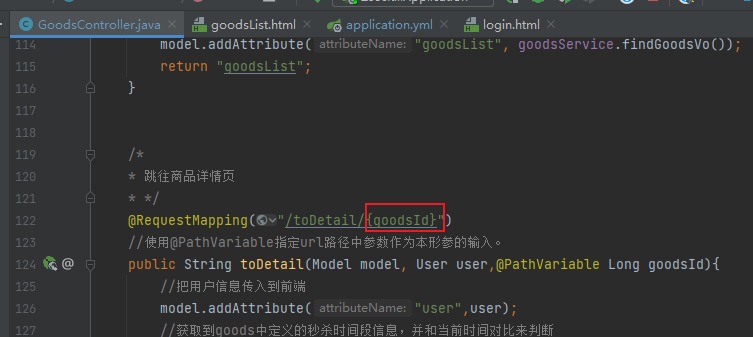 GoodsController.java goodsList.html application.yml login.html
114 model.addAttribute( attributeName: "goodsList", goodsService.findGoodsVo());
115 return "goodsList";
116 }
117
118
119 /*
120 * 跳往商品详情页
121 * */
122 @RequestMapping("/toDetail/{goodsId}")
123 //使用@PathVariable指定url路径中参数作为本形参的输入。
124 public String toDetail(Model model, User user,@PathVariable Long goodsId){
125 //把用户信息传入到前端
126 model.addAttribute( attributeName: "user",user);
127 //获取到goods中定义的秒杀时间段信息，并和当前时间对比来判断